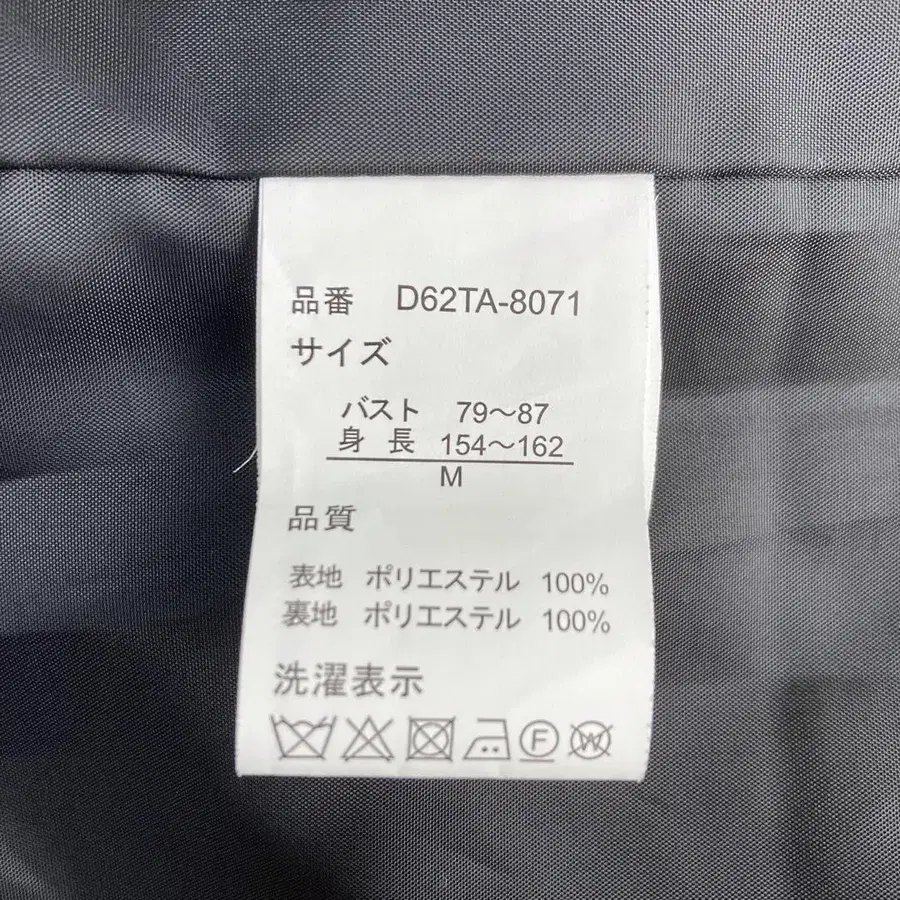 品番 D62TA-8071
サイズ
バスト 79～87
身長 154～162
M
品質
表地 ポリエステル 100%
裏地 ポリエステル 100%
洗濯表示
F W